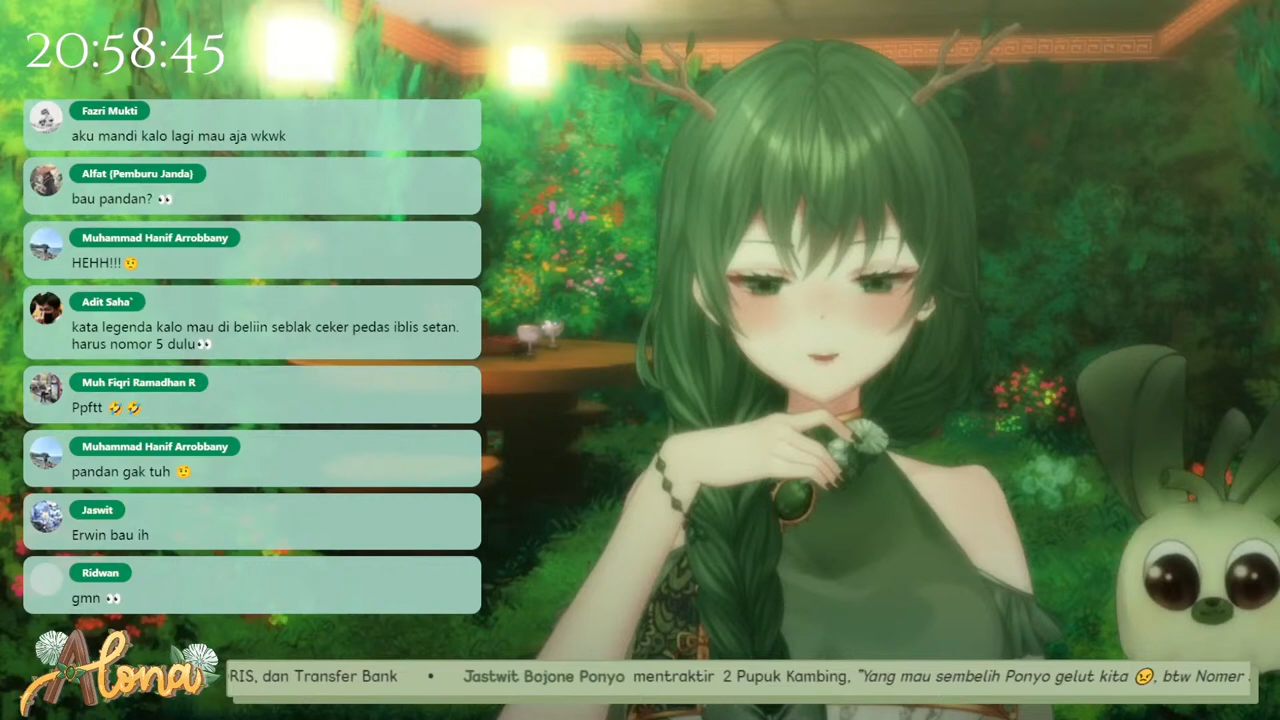 20:58:45
Fazri Mukti
aku mandi kalo lagi mau aja wkwk
Alfat (Pemburu Janda)
bau pandan? 👀
Muhammad Hanif Arrobbany
HEHH!!!🤨
Adit Saha`
kata legenda kalo mau di beliin seblak ceker pedas iblis setan.
harus nomor 5 dulu👀
Muh Fiqri Ramadhan R
Ppftt 🤣 🤣
Muhammad Hanif Arrobbany
pandan gak tuh 🤨
Jaswit
Erwin bau ih
Ridwan
gmn 👀
Alona
RIS, dan Transfer Bank • Jastwit Bojone Ponyo mentraktir 2 Pupuk Kambing, "Yang mau sembelih Ponyo gelut kita 😥, btw Nomer